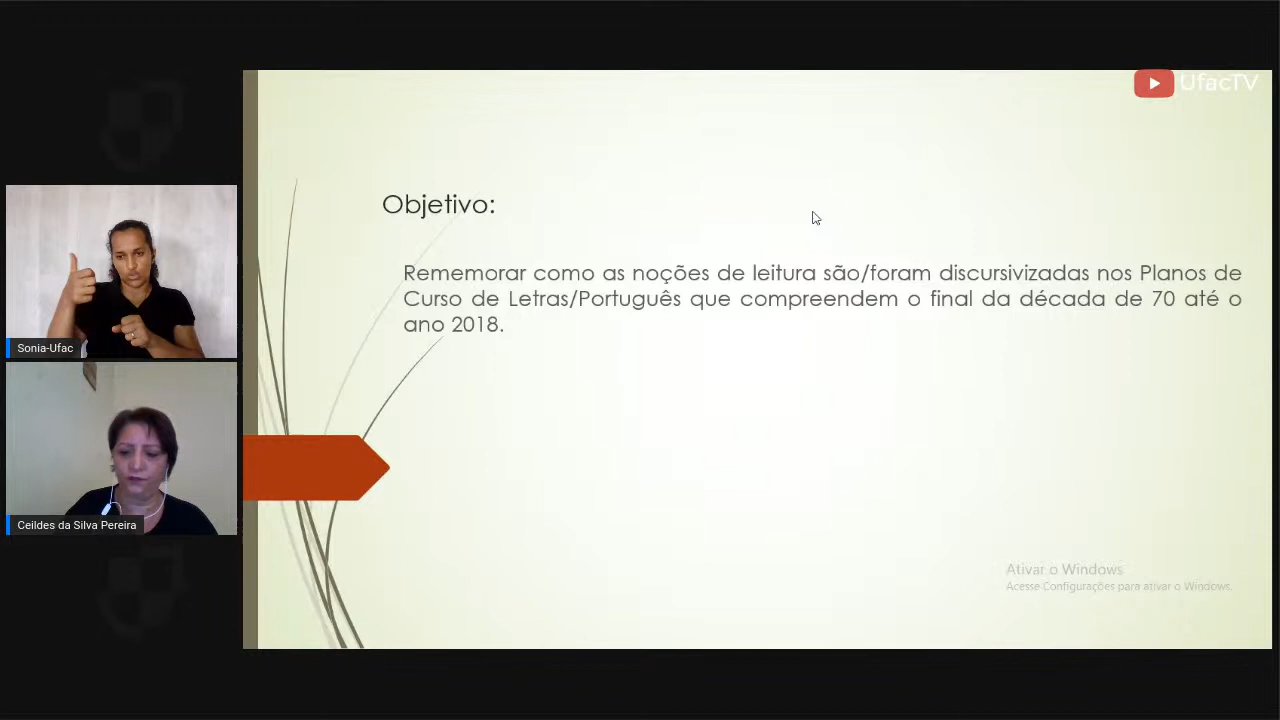 UfacTV
Objetivo:
Rememorar como as noções de leitura são/foram discursivizadas nos Planos de
Curso de Letras/Português que compreendem o final da década de 70 até o
ano 2018.
Sonia-Ufac
Ceildes da Silva Pereira
Ativar o Windows
Acesse Configurações para ativar o Windows.